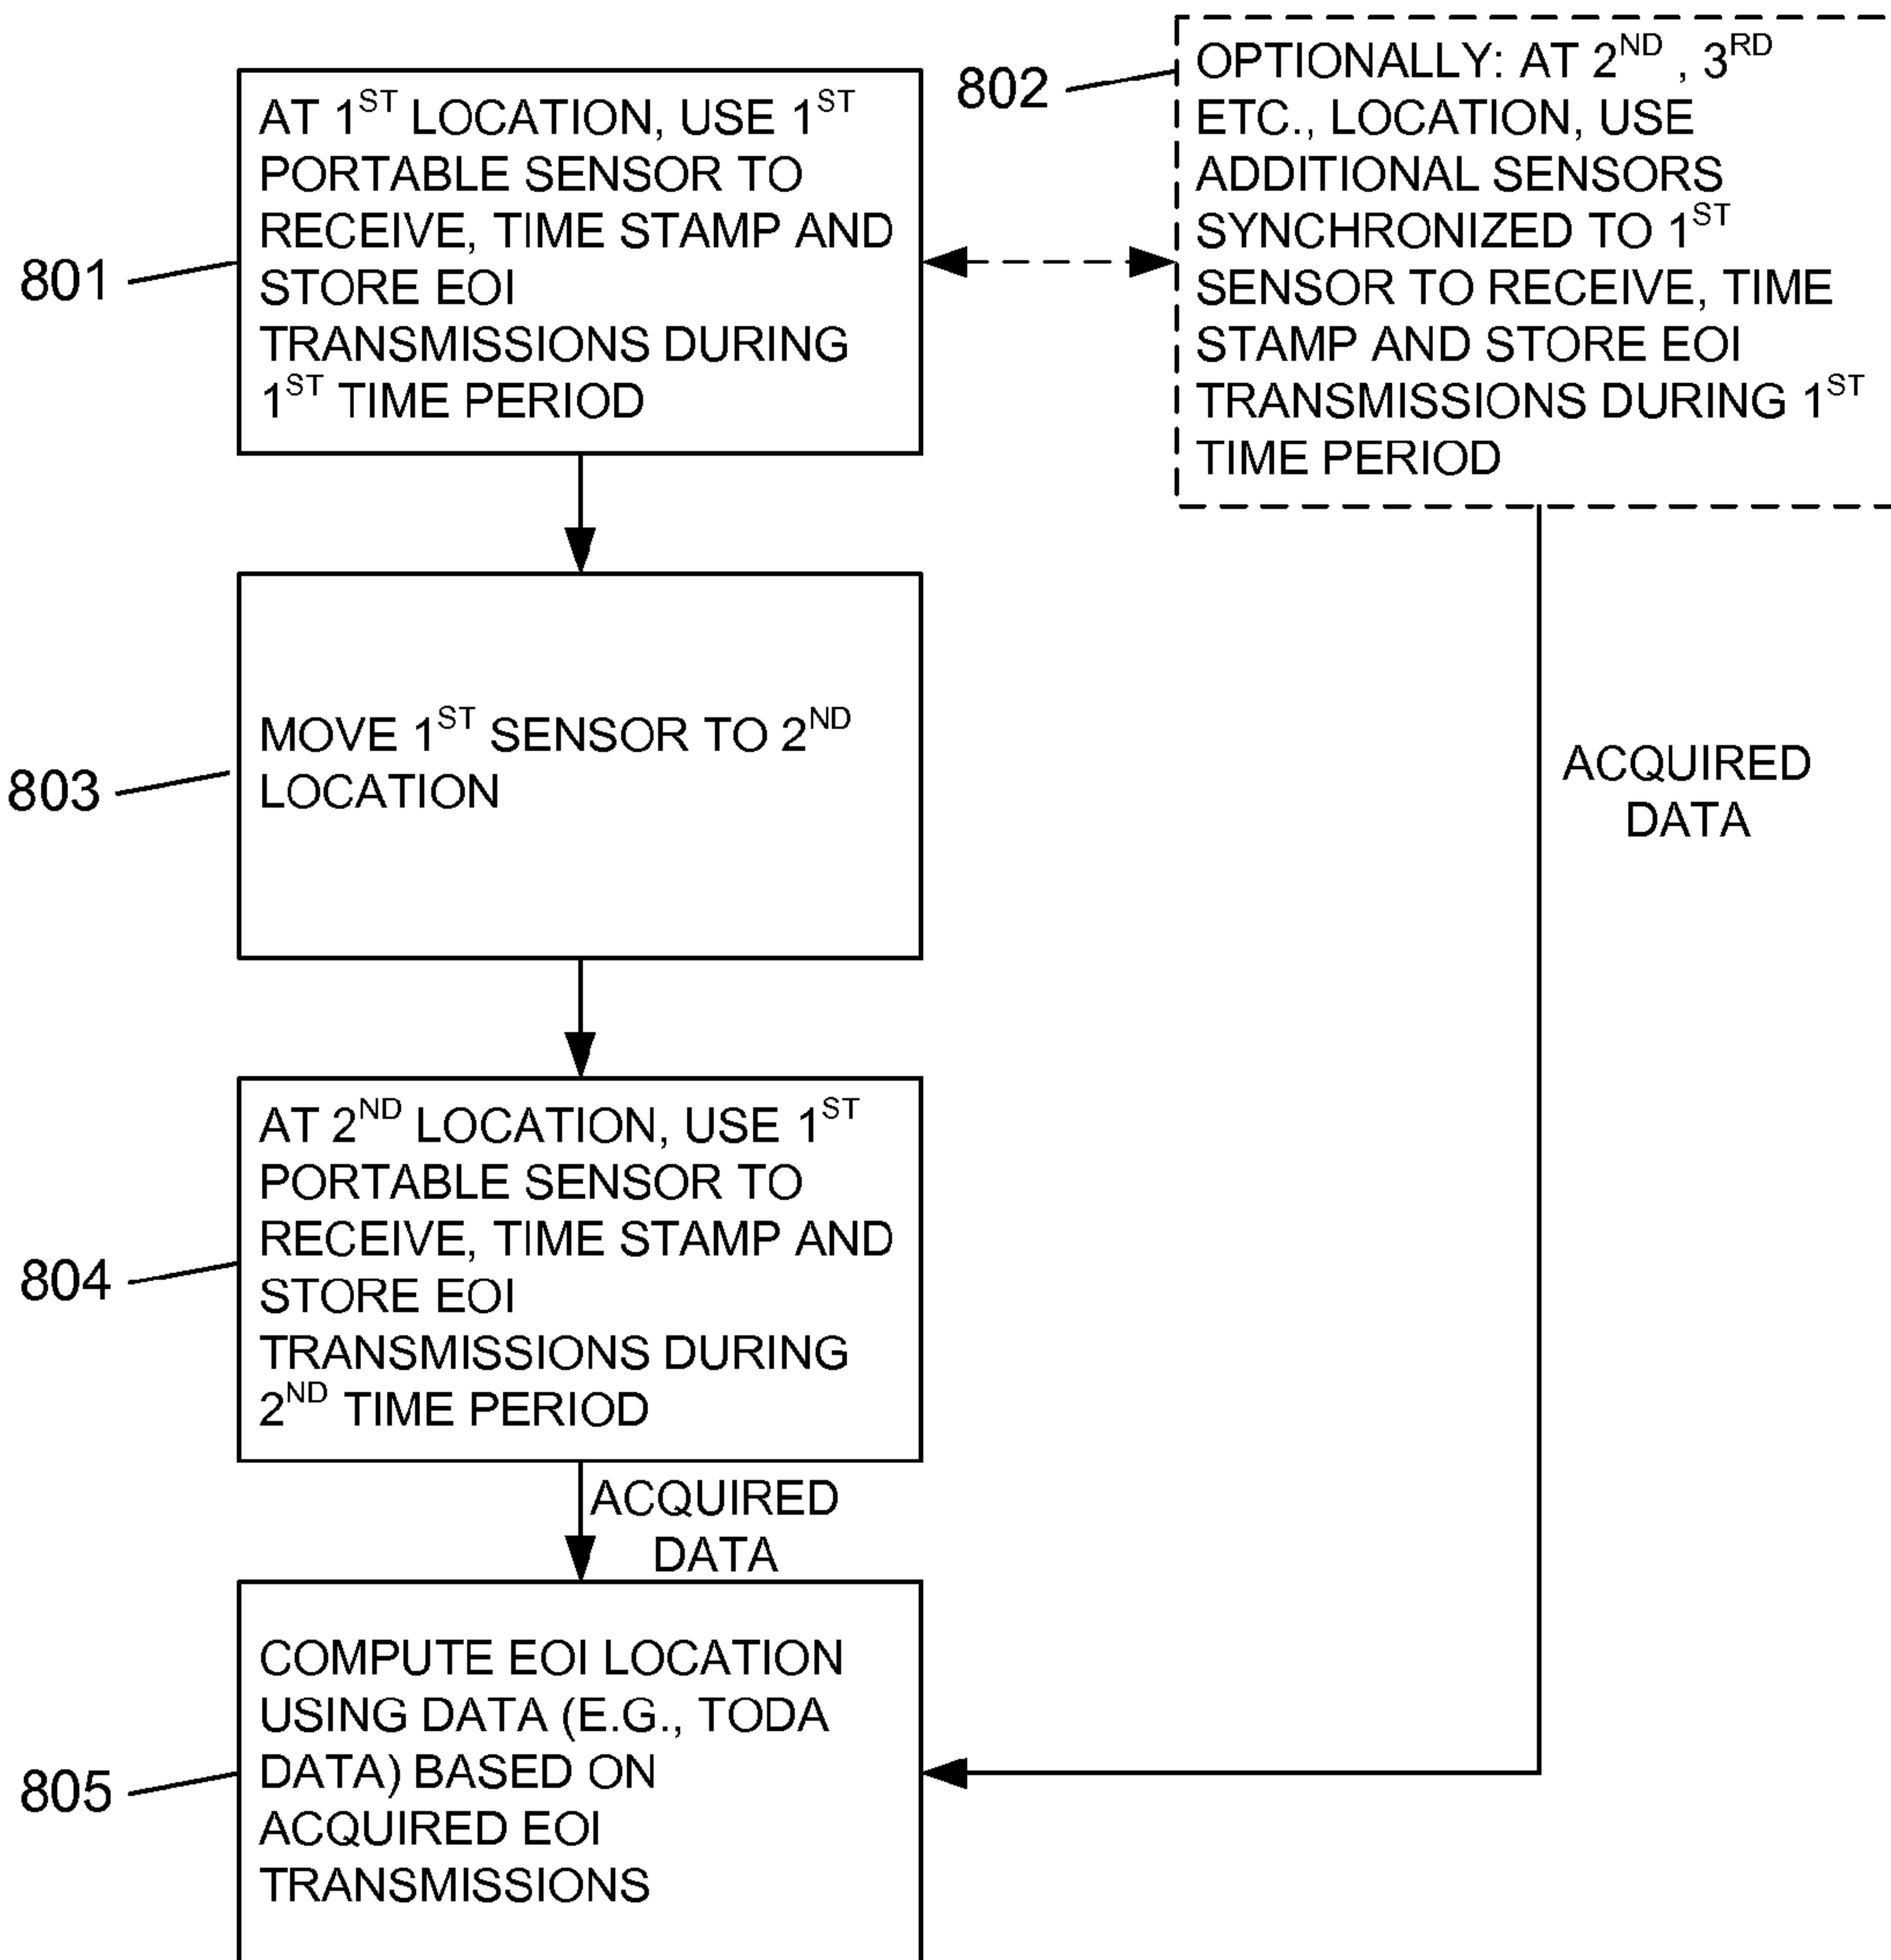 801
AT 1ST LOCATION, USE 1ST
PORTABLE SENSOR TO
RECEIVE, TIME STAMP AND
STORE EOI
TRANSMISSIONS DURING
1ST TIME PERIOD
802
OPTIONALLY: AT 2ND , 3RD
ETC., LOCATION, USE
ADDITIONAL SENSORS
SYNCHRONIZED TO 1ST
SENSOR TO RECEIVE, TIME
STAMP AND STORE EOI
TRANSMISSIONS DURING 1ST
TIME PERIOD
803
MOVE 1ST SENSOR TO 2ND
LOCATION
ACQUIRED
DATA
804
AT 2ND LOCATION, USE 1ST
PORTABLE SENSOR TO
RECEIVE, TIME STAMP AND
STORE EOI
TRANSMISSIONS DURING
2ND TIME PERIOD
ACQUIRED
DATA
805
COMPUTE EOI LOCATION
USING DATA (E.G., TODA
DATA) BASED ON
ACQUIRED EOI
TRANSMISSIONS